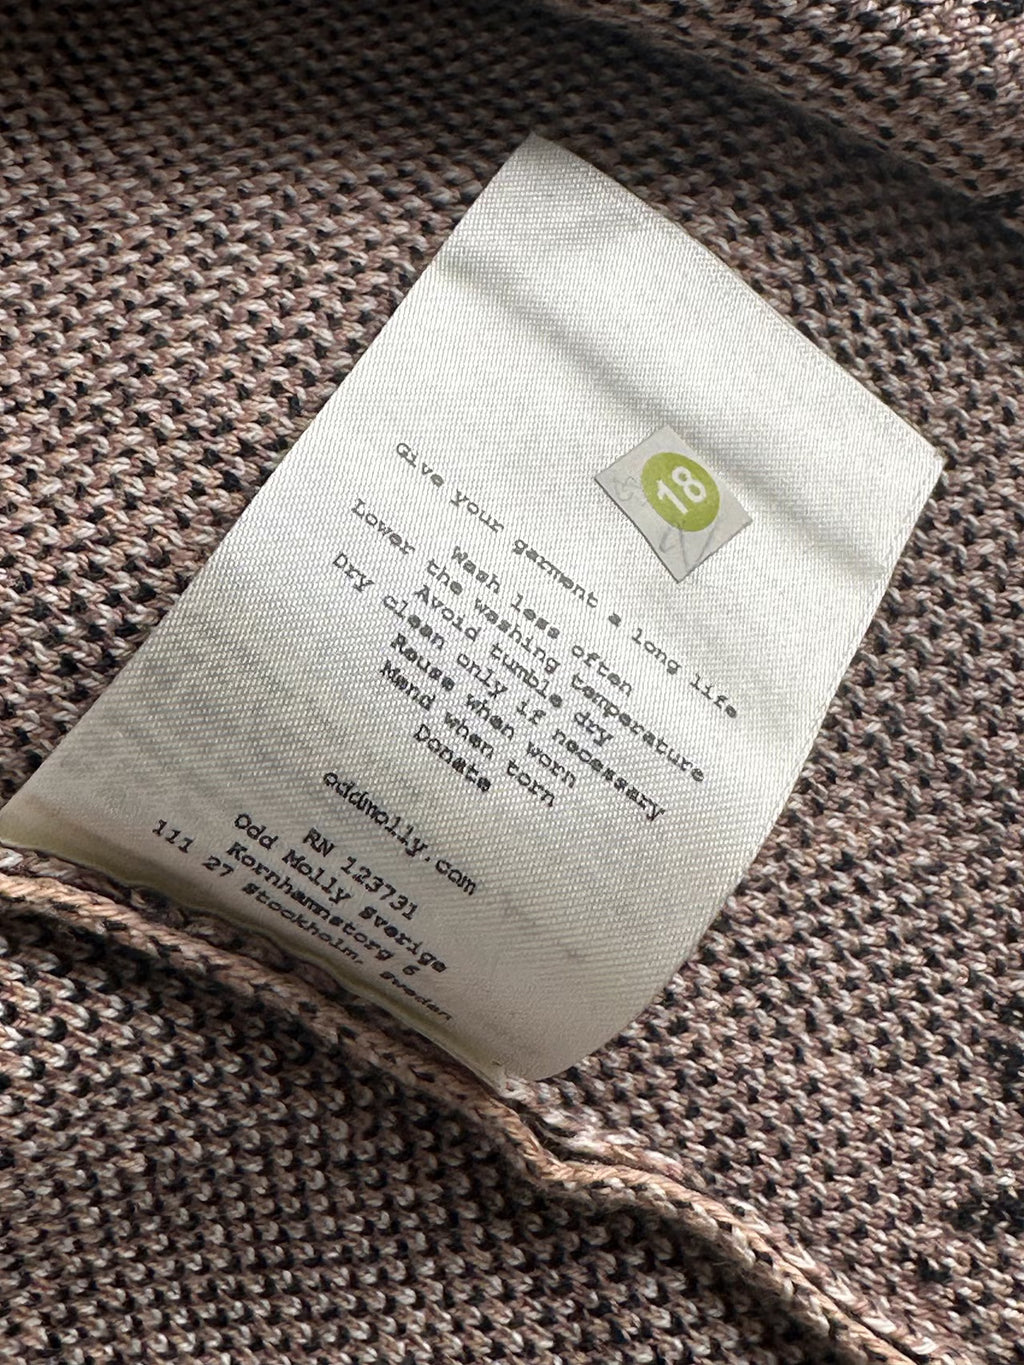 18
Give your garment a long life
Wash less often
Lower the washing temperature
Avoid tumble dry
Dry clean only if necessary
Reuse when worn
Mend when torn
Donate
oddmolly.com
RN 123731
Odd Molly sverige
Kornhamnstorg 6
111 27 stockholm, sweden